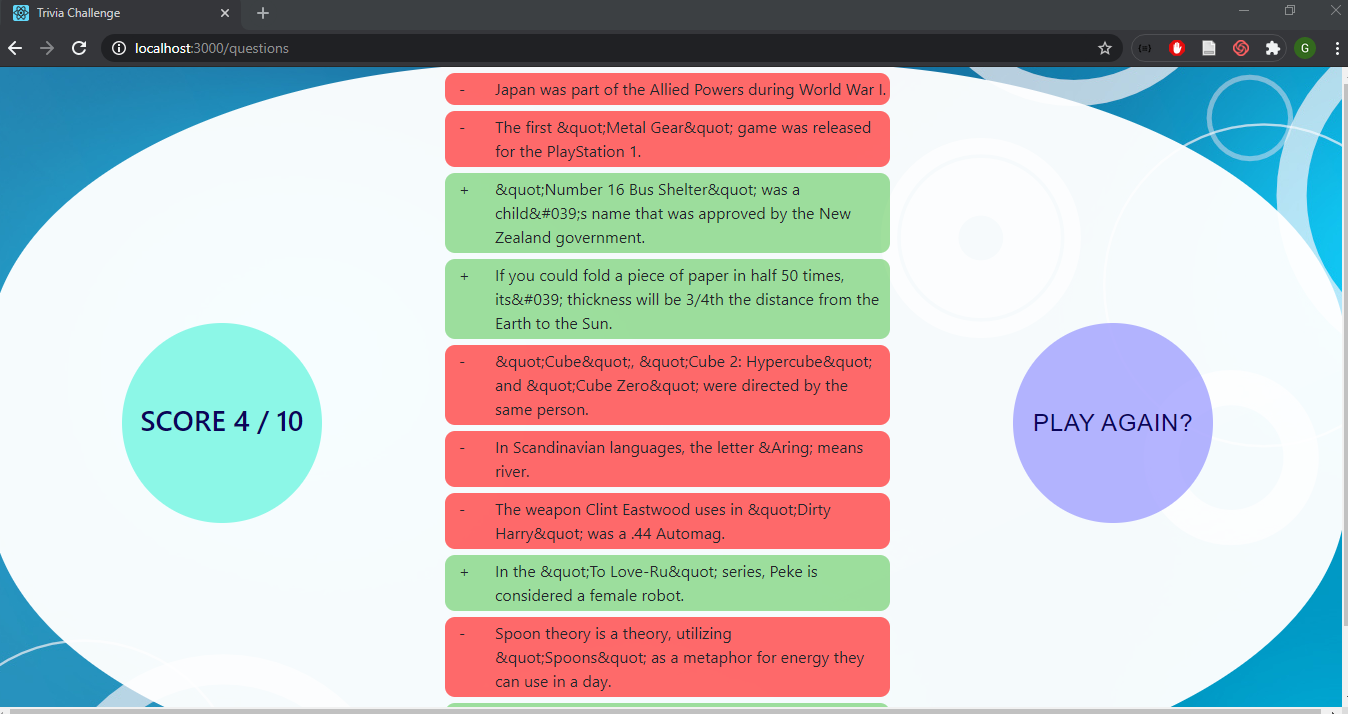 Trivia Challenge
localhost:3000/questions
G
- Japan was part of the Allied Powers during World War I.
- The first &quot;Metal Gear&quot; game was released
for the PlayStation 1.
+ &quot;Number 16 Bus Shelter&quot; was a
child&#039;s name that was approved by the New
Zealand government.
+ If you could fold a piece of paper in half 50 times,
its&#039; thickness will be 3/4th the distance from the
Earth to the Sun.
- &quot;Cube&quot;, &quot;Cube 2: Hypercube&quot;
and &quot;Cube Zero&quot; were directed by the
same person.
SCORE 4 / 10
PLAY AGAIN?
- In Scandinavian languages, the letter &Aring; means
river.
- The weapon Clint Eastwood uses in &quot;Dirty
Harry&quot; was a .44 Automag.
+ In the &quot;To Love-Ru&quot; series, Peke is
considered a female robot.
- Spoon theory is a theory, utilizing
&quot;Spoons&quot; as a metaphor for energy they
can use in a day.